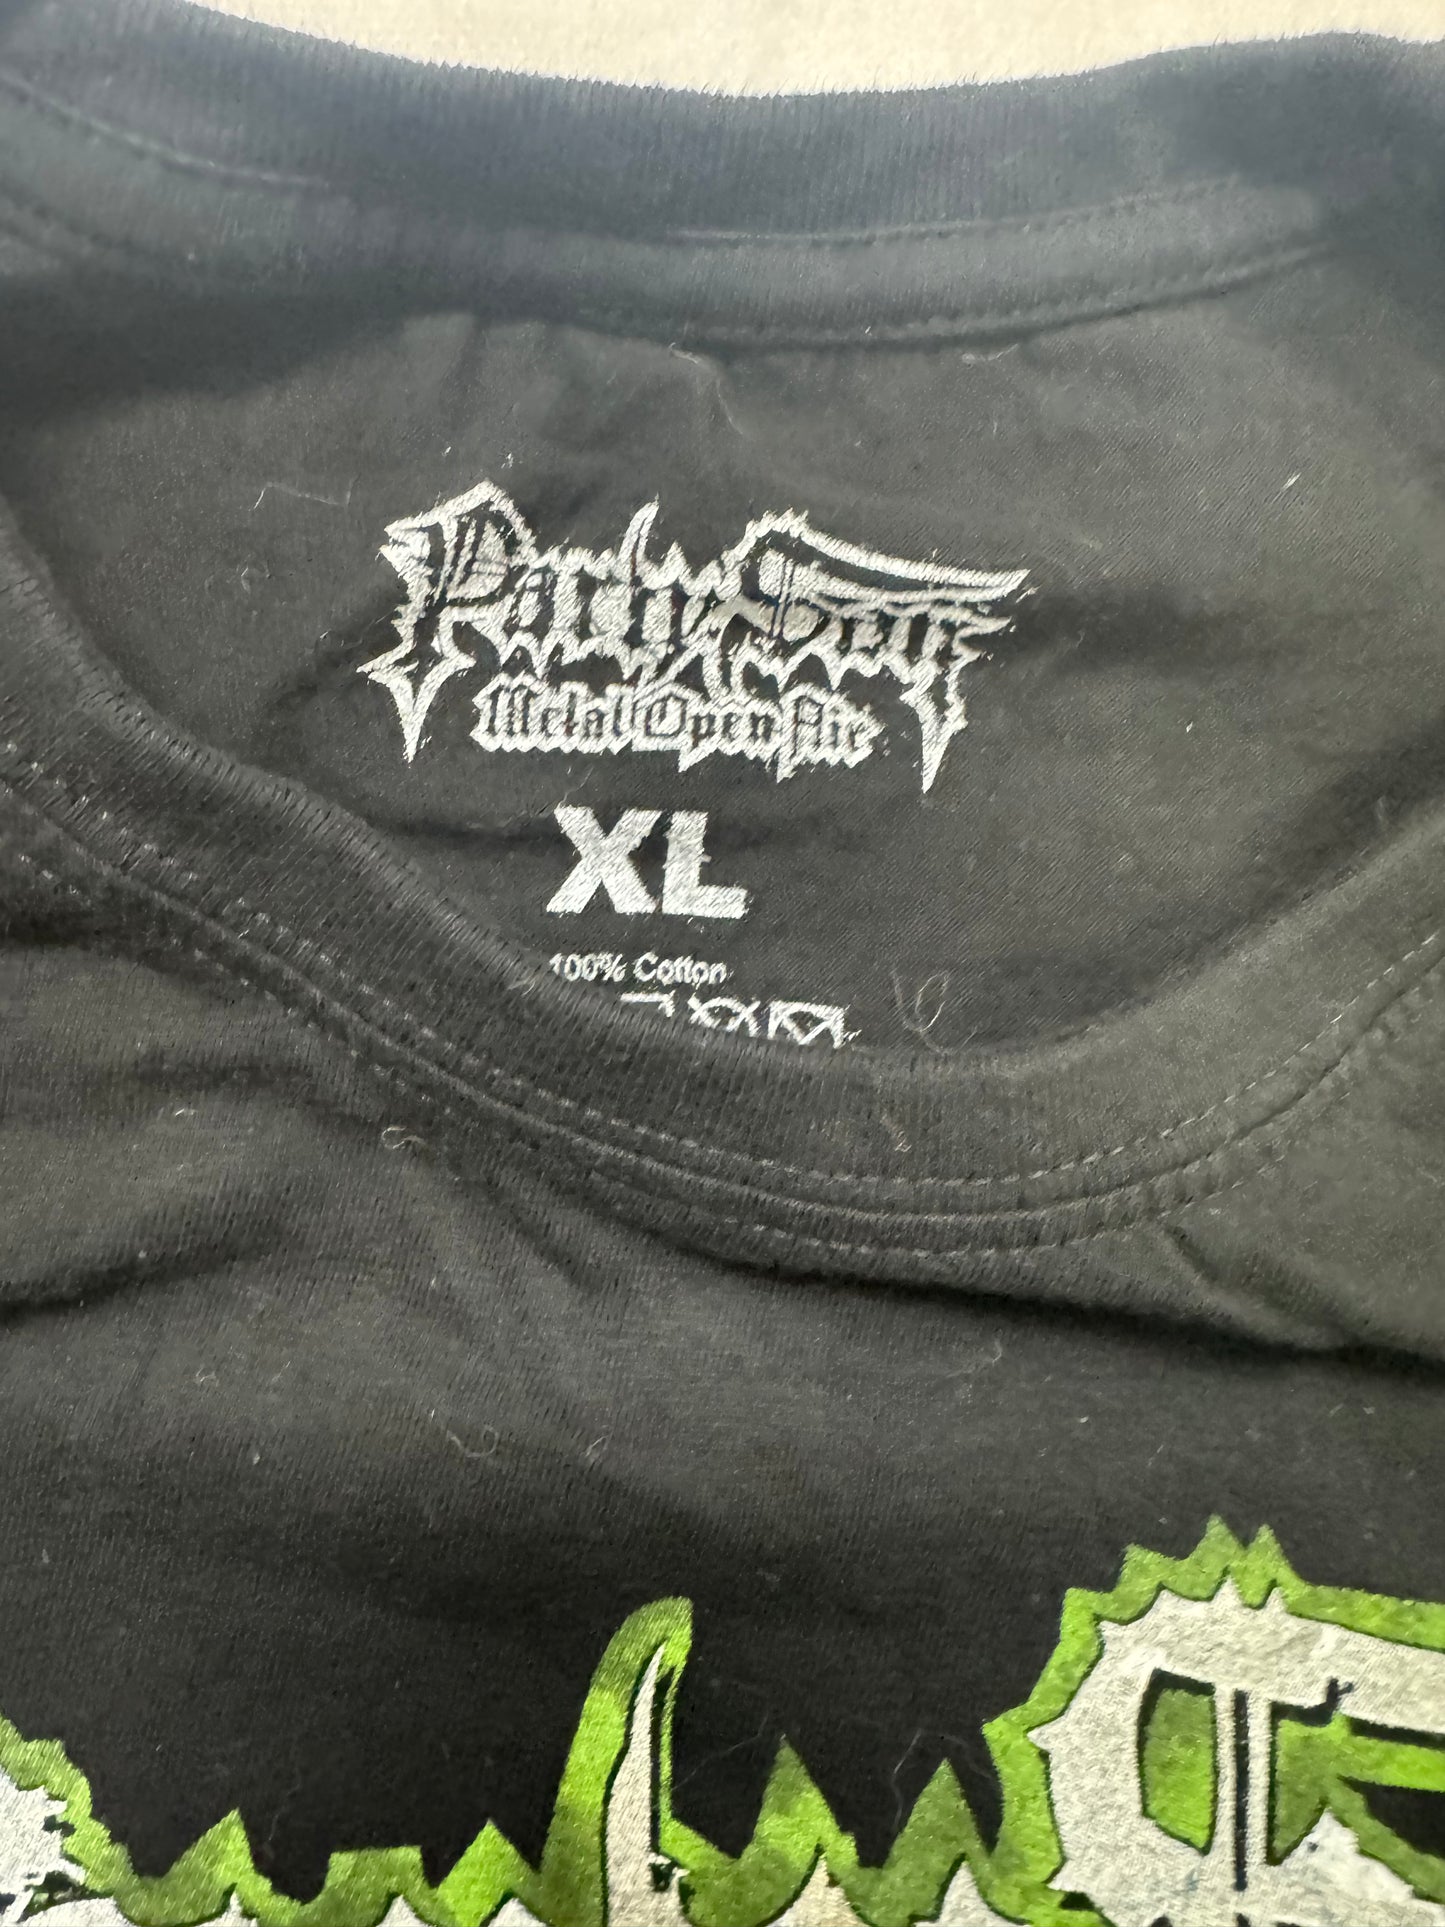 Party.San
Metal Open Air
XL
100% Cotton